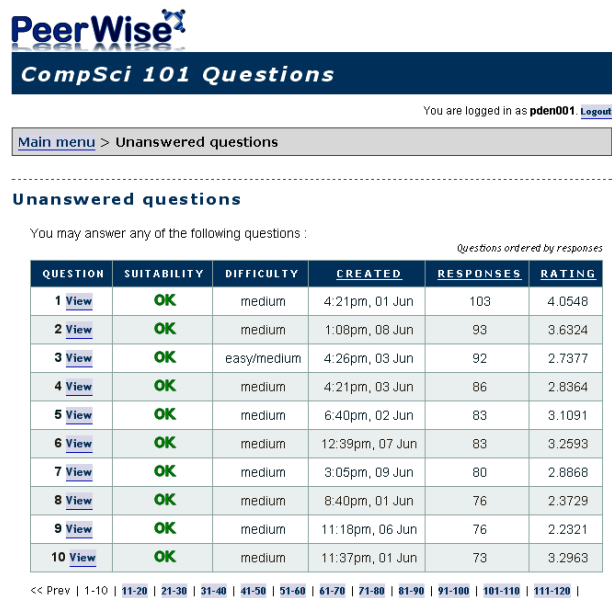 PeerWise
CompSci 101 Questions
You are logged in as pden001. Logout
Main menu > Unanswered questions
Unanswered questions
You may answer any of the following questions :
Questions ordered by responses
QUESTION SUITABILITY DIFFICULTY CREATED RESPONSES RATING
1 View OK medium 4:21pm, 01 Jun 103 4.0548
2 View OK medium 1:08pm, 08 Jun 93 3.6324
3 View OK easy/medium 4:26pm, 03 Jun 92 2.7377
4 View OK medium 4:21pm, 03 Jun 86 2.8364
5 View OK medium 6:40pm, 02 Jun 83 3.1091
6 View OK medium 12:39pm, 07 Jun 83 3.2593
7 View OK medium 3:05pm, 09 Jun 80 2.8868
8 View OK medium 8:40pm, 01 Jun 76 2.3729
9 View OK medium 11:18pm, 06 Jun 76 2.2321
10 View OK medium 11:37pm, 01 Jun 73 3.2963
<< Prev | 1-10 | 11-20 | 21-30 | 31-40 | 41-50 | 51-60 | 61-70 | 71-80 | 81-90 | 91-100 | 101-110 | 111-120 |